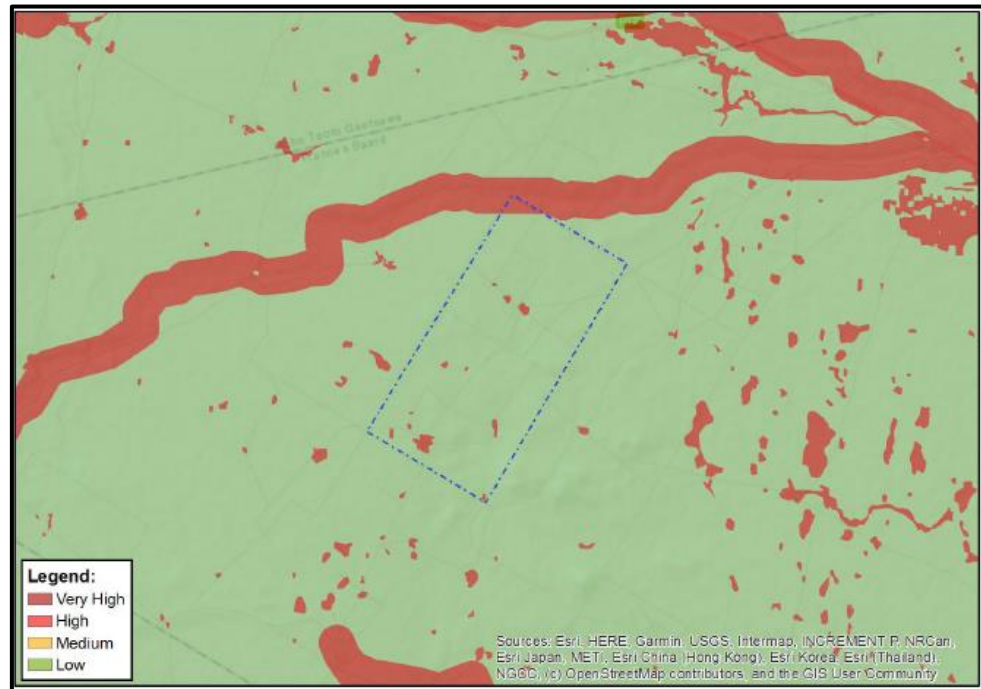 Legend:
Very High
High
Medium
Low
Sources: Esri, HERE, Garmin, USGS, Intermap, INCREMENT P, NRCan,
Esri Japan, METI, Esri China (Hong Kong), Esri Korea, Esri (Thailand),
NGCC, (c) OpenStreetMap contributors, and the GIS User Community